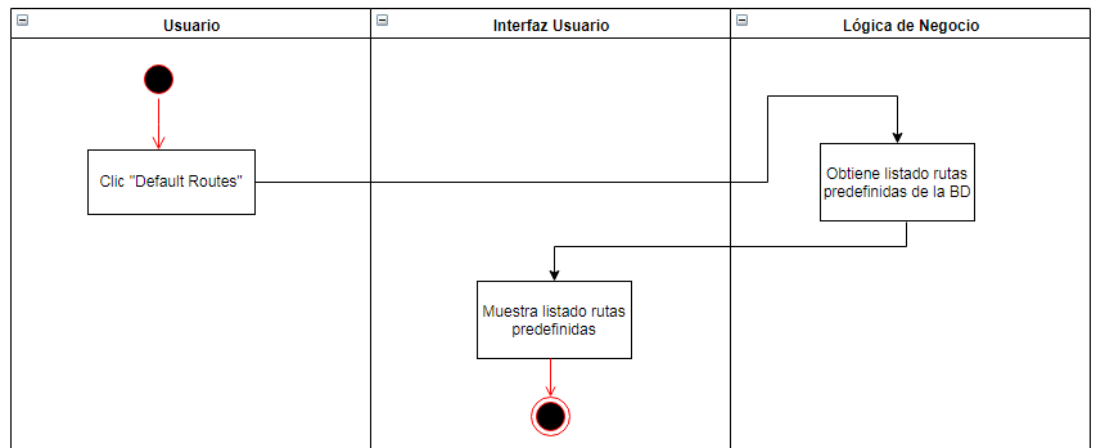 Usuario
Interfaz Usuario
Lógica de Negocio
Clic "Default Routes"
Obtiene listado rutas
predefinidas de la BD
Muestra listado rutas
predefinidas